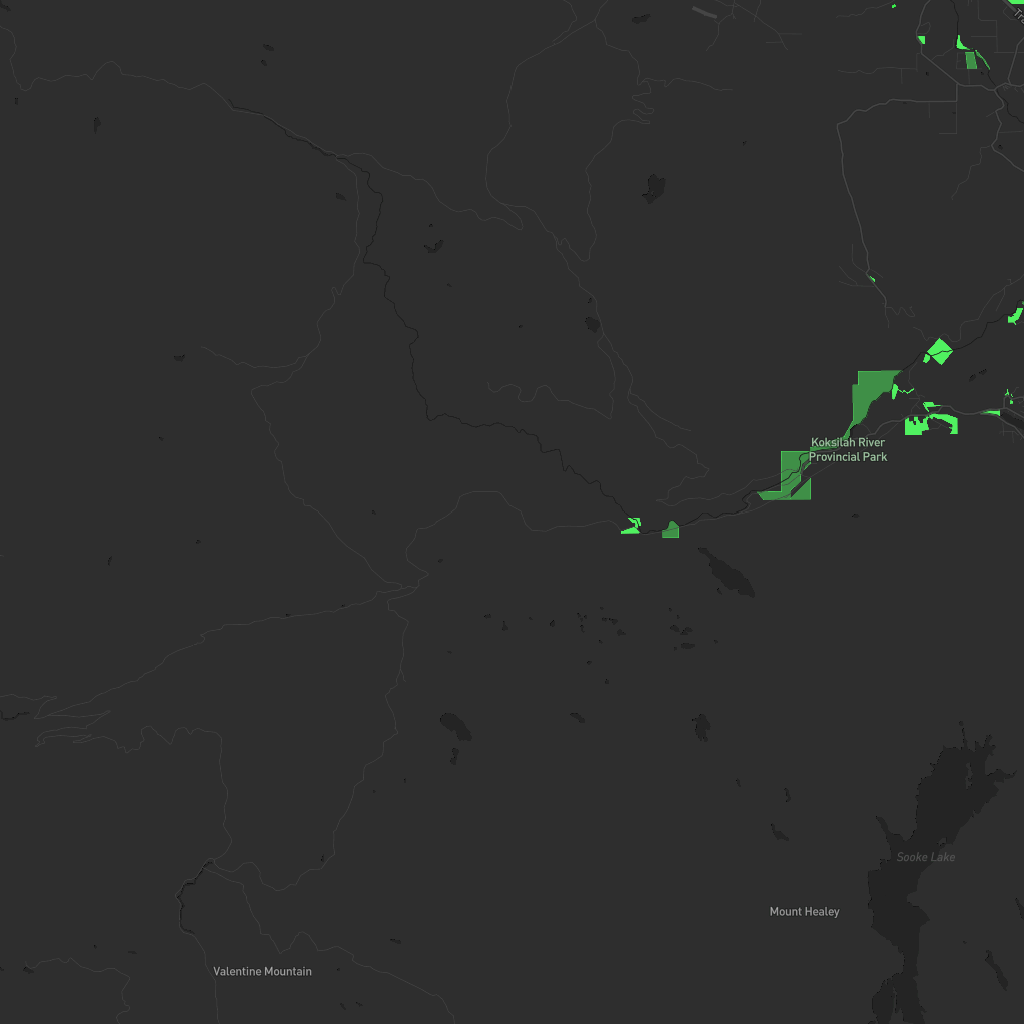 Koksilah River
Provincial Park
Sooke Lake
Mount Healey
Valentine Mountain